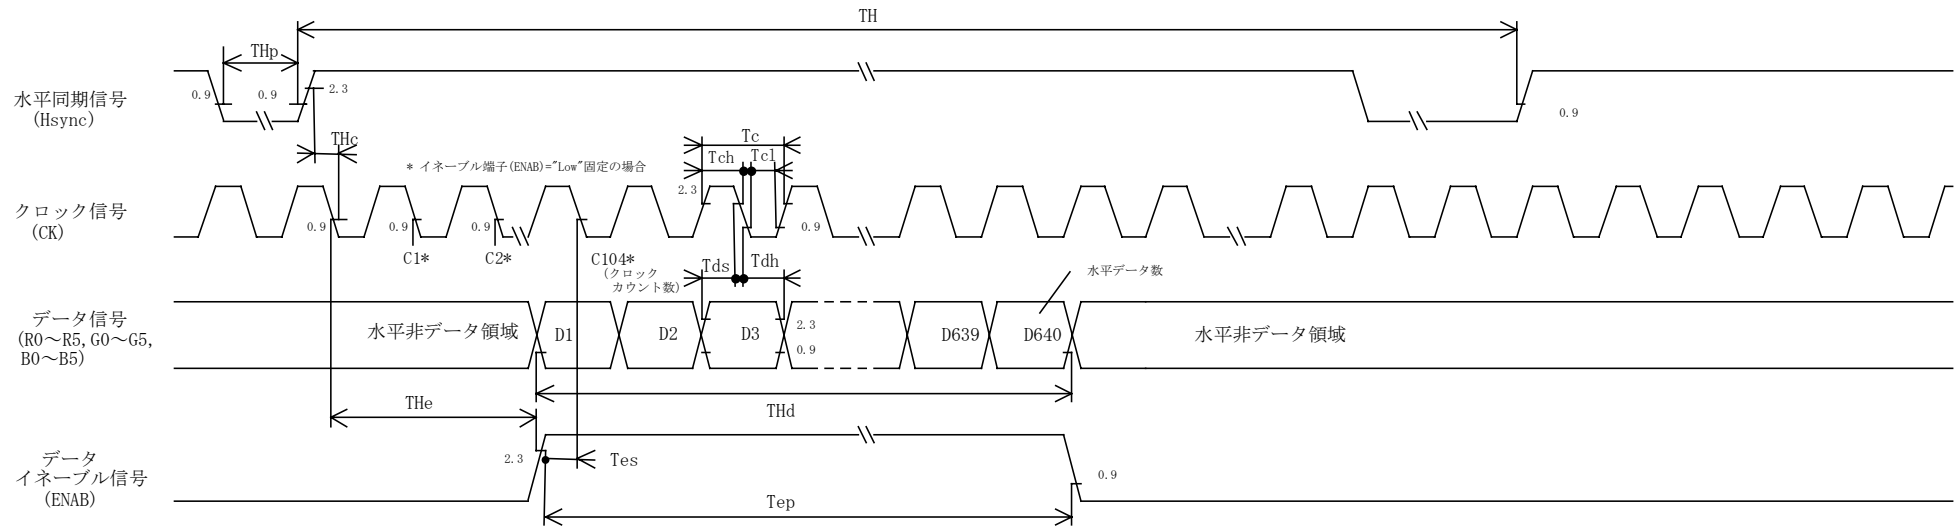 TH
THp
水平同期信号
(Hsync)
0.9
0.9
2.3
0.9
THc
* イネーブル端子(ENAB)="Low"固定の場合
Tc
Tch
Tcl
2.3
クロック信号
(CK)
0.9
0.9
0.9
0.9
C1*
C2*
C104*
(クロック
カウント数)
Tds
Tdh
水平データ数
データ信号
(R0～R5,G0～G5,
B0～B5)
水平非データ領域
D1
D2
D3
2.3
0.9
D639
D640
水平非データ領域
THe
THd
データ
イネーブル信号
(ENAB)
2.3
Tes
0.9
Tep